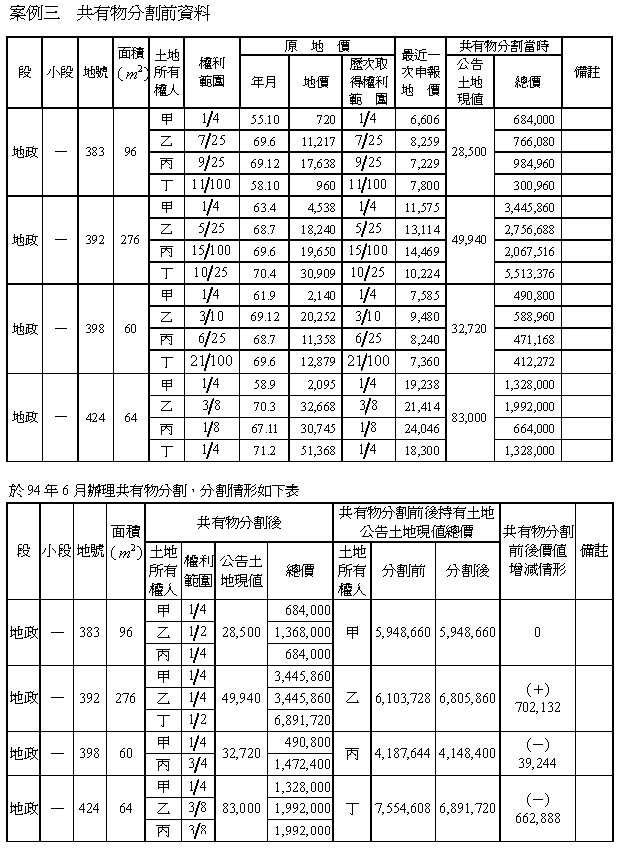 案例三　共有物分割前資料
段 小段 地號 面積(m²) 土地所有權人 權利範圍 原地價 最近一次申報地價 共有物分割當時 備註
年月 地價 歷次取得權利範圍 公告土地現值 總價
地政 一 383 96 甲 1/4 55.10 720 1/4 6,606 28,500 684,000
乙 7/25 69.6 11,217 7/25 8,259 766,080
丙 9/25 69.12 17,638 9/25 7,229 984,960
丁 11/100 58.10 960 11/100 7,800 300,960
地政 一 392 276 甲 1/4 63.4 4,538 1/4 11,575 49,940 3,445,860
乙 5/25 68.7 18,240 5/25 13,114 2,756,688
丙 15/100 69.6 19,650 15/100 14,469 2,067,516
丁 10/25 70.4 30,909 10/25 10,224 5,513,376
地政 一 398 60 甲 1/4 61.9 2,140 1/4 7,585 32,720 490,800
乙 3/10 69.12 20,252 3/10 9,480 588,960
丙 6/25 68.7 11,358 6/25 8,240 471,168
丁 21/100 69.6 12,879 21/100 7,360 412,272
地政 一 424 64 甲 1/4 58.9 2,095 1/4 19,238 83,000 1,328,000
乙 3/8 70.3 32,668 3/8 21,414 1,992,000
丙 1/8 67.11 30,745 1/8 24,046 664,000
丁 1/4 71.2 51,368 1/4 18,300 1,328,000
於94年6月辦理共有物分割、分割情形如下表
段 小段 地號 面積(m²) 共有物分割後 共有物分割前後持有土地公告土地現值總價 共有物分割前後價值增減情形 備註
土地所有權人 權利範圍 公告土地現值 總價 土地所有權人 分割前 分割後
地政 一 383 96 甲 1/4 28,500 684,000 甲 5,948,660 5,948,660 0
乙 1/2 1,368,000
丙 1/4 684,000
地政 一 392 276 甲 1/4 49,940 3,445,860 乙 6,103,728 6,805,860 (+) 702,132
乙 1/4 3,445,860
丁 1/2 6,891,720
地政 一 398 60 甲 1/4 32,720 490,800 丙 4,187,644 4,148,400 (－) 39,244
丙 3/4 1,472,400
地政 一 424 64 甲 1/4 83,000 1,328,000 丁 7,554,608 6,891,720 (－) 662,888
乙 3/8 1,992,000
丙 3/8 1,992,000